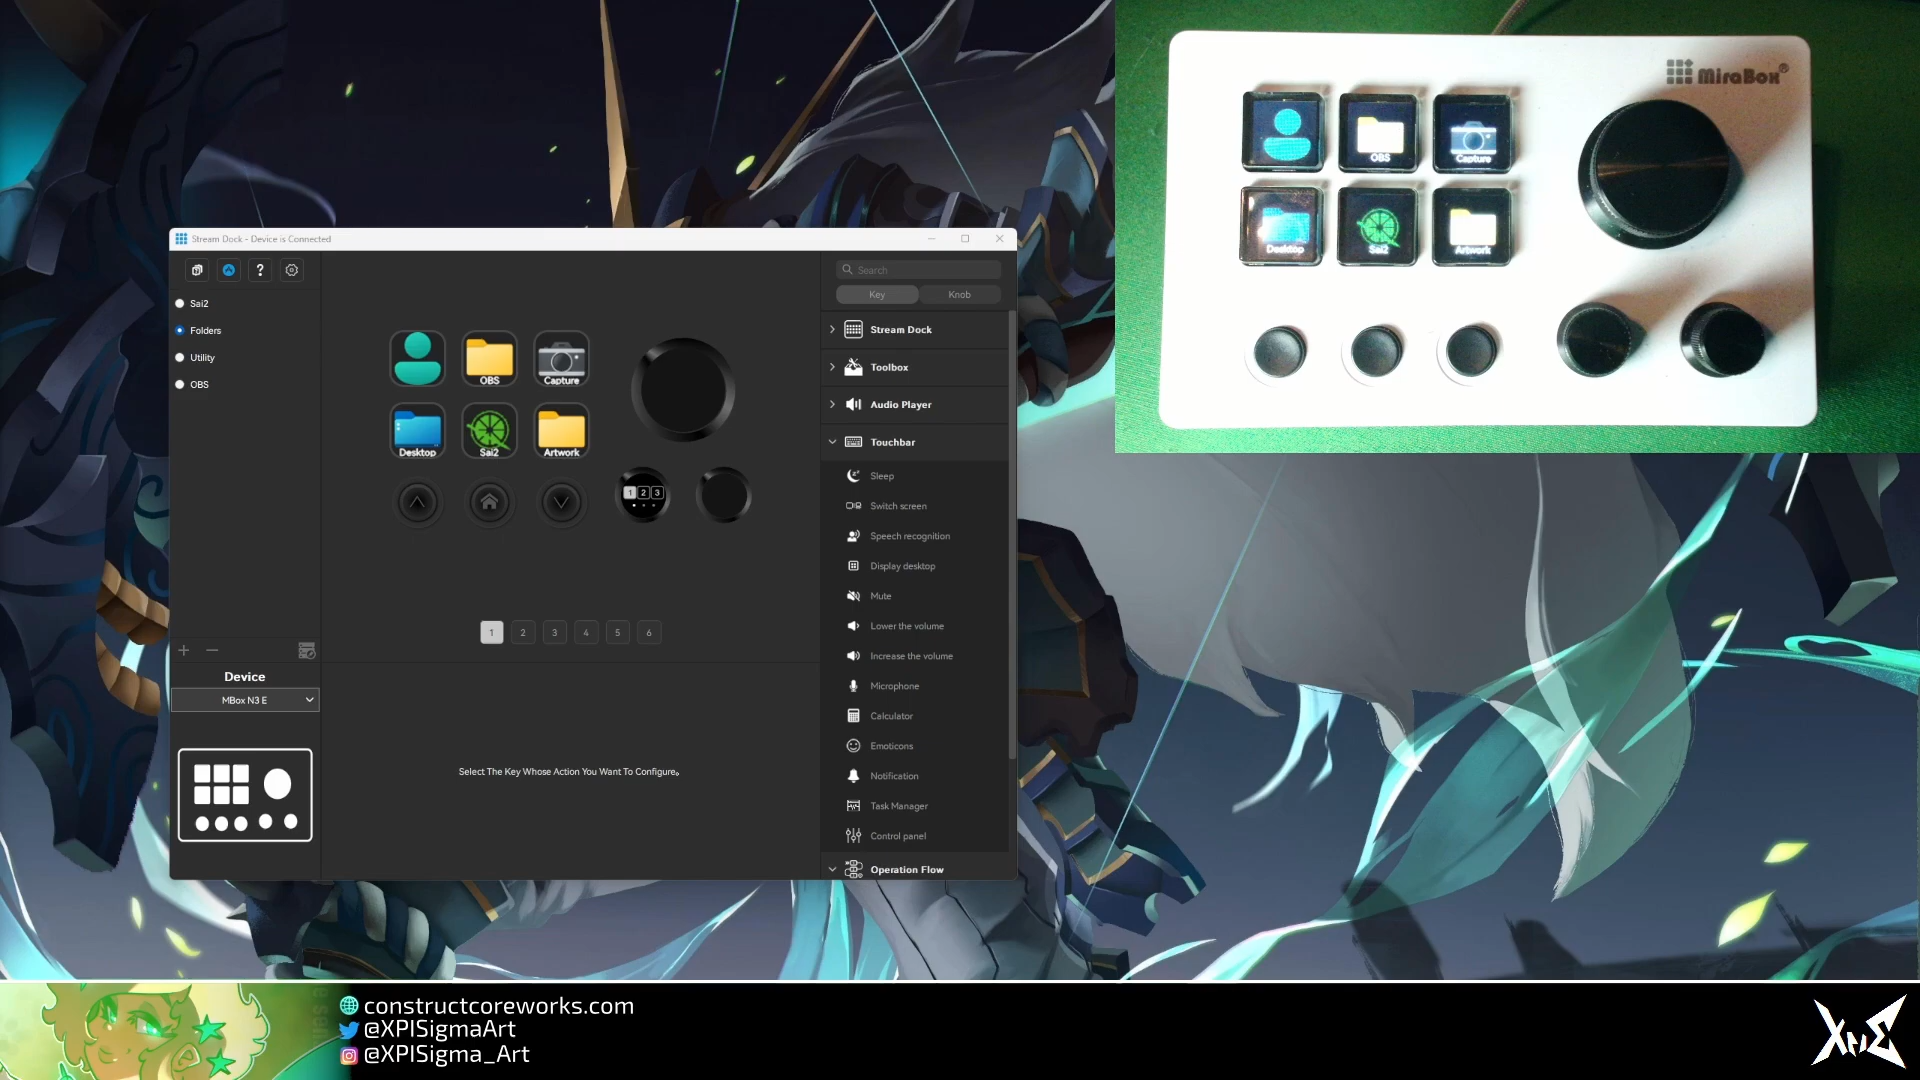 Stream Dock - Device is Connected
Sai2
Folders
Utility
OBS
Device
MBox N3 E
OBS
Capture
Desktop
Sai2
Artwork
1 2 3
1 2 3 4 5 6
Select The Key Whose Action You Want To Configure。
Search
Key Knob
Stream Dock
Toolbox
Audio Player
Touchbar
Sleep
Switch screen
Speech recognition
Display desktop
Mute
Lower the volume
Increase the volume
Microphone
Calculator
Emoticons
Notification
Task Manager
Control panel
Operation Flow
MiraBox®
OBS
Capture
Desktop
Sai2
Artwork
constructcoreworks.com
@XPISigmaArt
@XPISigma_Art